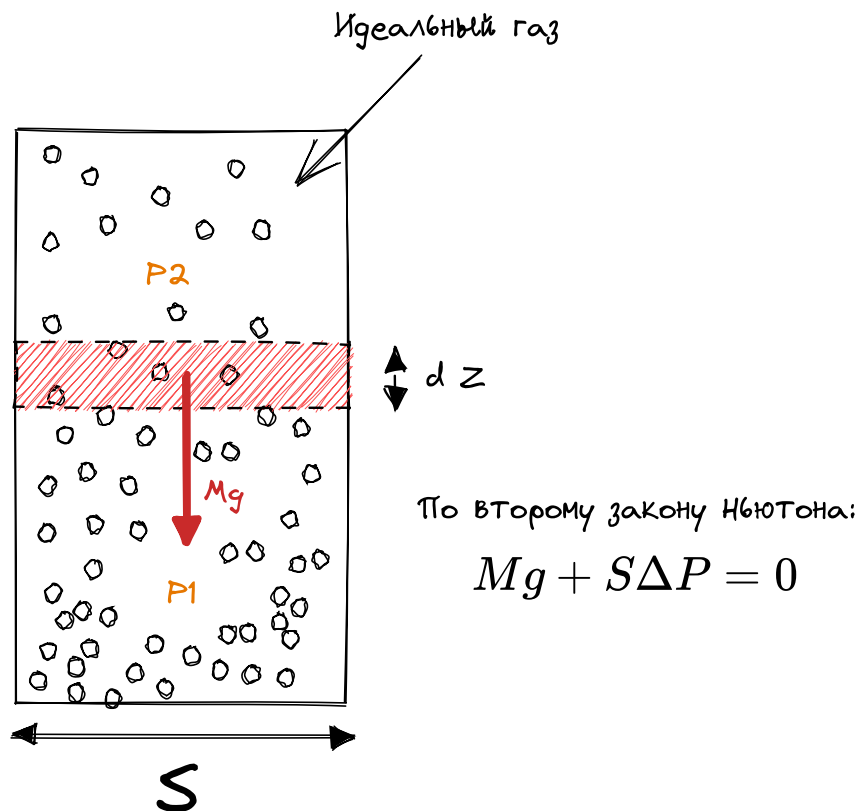 Идеальный газ
P2
d z
Mg
По второму закону Ньютона:
Mg + SΔP = 0
P1
S